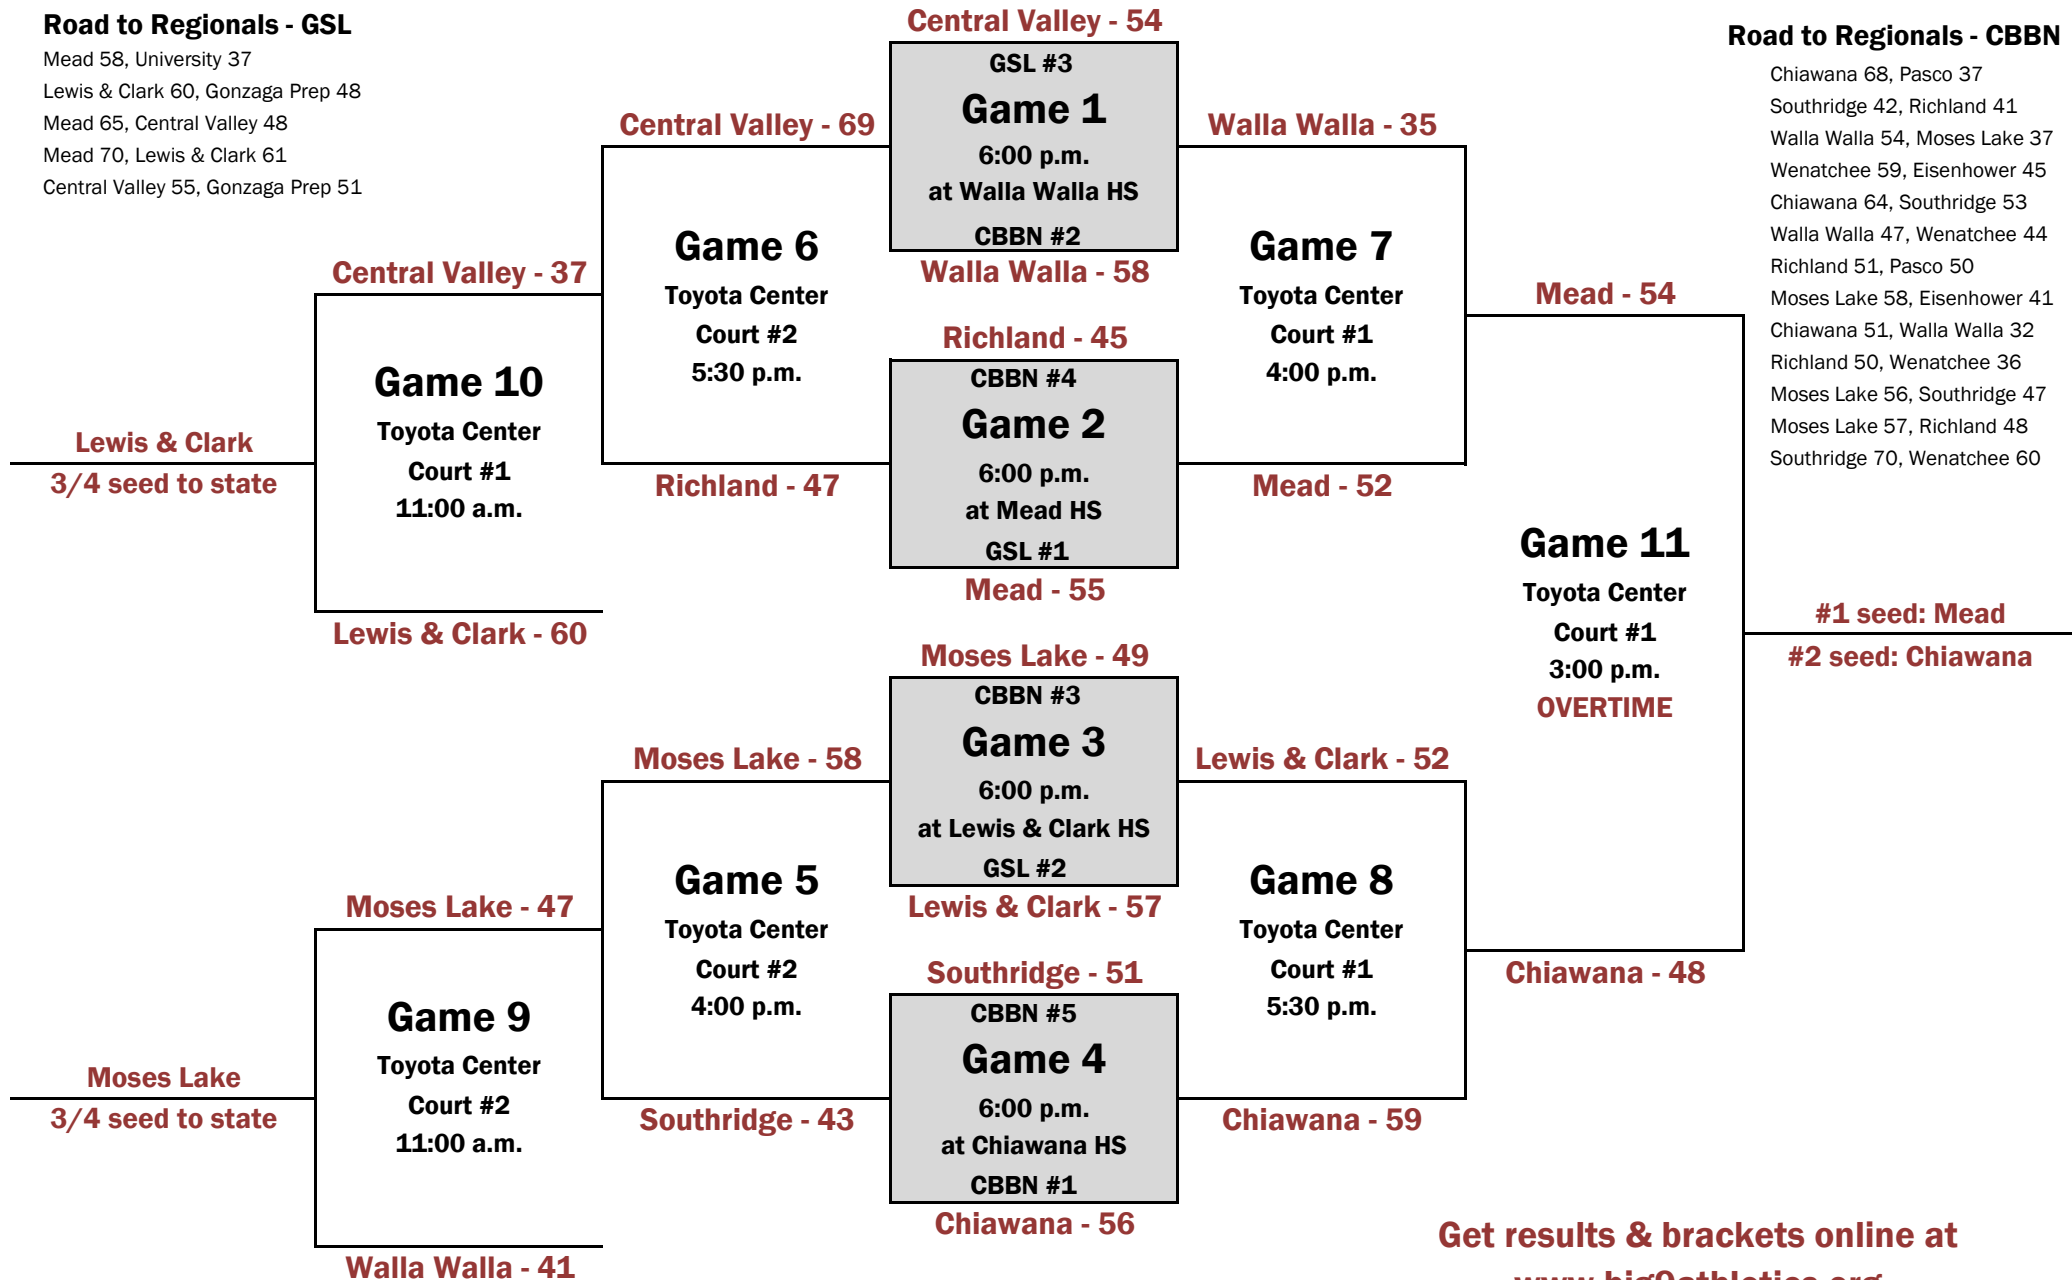 Road to Regionals - GSL
Mead 58, University 37
Lewis & Clark 60, Gonzaga Prep 48
Mead 65, Central Valley 48
Mead 70, Lewis & Clark 61
Central Valley 55, Gonzaga Prep 51
Road to Regionals - CBBN
Chiawana 68, Pasco 37
Southridge 42, Richland 41
Walla Walla 54, Moses Lake 37
Wenatchee 59, Eisenhower 45
Chiawana 64, Southridge 53
Walla Walla 47, Wenatchee 44
Richland 51, Pasco 50
Moses Lake 58, Eisenhower 41
Chiawana 51, Walla Walla 32
Richland 50, Wenatchee 36
Moses Lake 56, Southridge 47
Moses Lake 57, Richland 48
Southridge 70, Wenatchee 60
Lewis & Clark
3/4 seed to state
Central Valley - 37
Game 10
Toyota Center
Court #1
11:00 a.m.
Lewis & Clark - 60
Central Valley - 69
Game 6
Toyota Center
Court #2
5:30 p.m.
Richland - 47
Central Valley - 54
GSL #3
Game 1
6:00 p.m.
at Walla Walla HS
CBBN #2
Walla Walla - 58
Richland - 45
CBBN #4
Game 2
6:00 p.m.
at Mead HS
GSL #1
Mead - 55
Walla Walla - 35
Game 7
Toyota Center
Court #1
4:00 p.m.
Mead - 52
Mead - 54
Game 11
Toyota Center
Court #1
3:00 p.m.
OVERTIME
Chiawana - 48
#1 seed: Mead
#2 seed: Chiawana
Moses Lake
3/4 seed to state
Moses Lake - 47
Game 9
Toyota Center
Court #2
11:00 a.m.
Walla Walla - 41
Moses Lake - 58
Game 5
Toyota Center
Court #2
4:00 p.m.
Southridge - 43
Moses Lake - 49
CBBN #3
Game 3
6:00 p.m.
at Lewis & Clark HS
GSL #2
Lewis & Clark - 57
Southridge - 51
CBBN #5
Game 4
6:00 p.m.
at Chiawana HS
CBBN #1
Chiawana - 56
Lewis & Clark - 52
Game 8
Toyota Center
Court #1
5:30 p.m.
Chiawana - 59
Get results & brackets online at
www.big9athletics.org